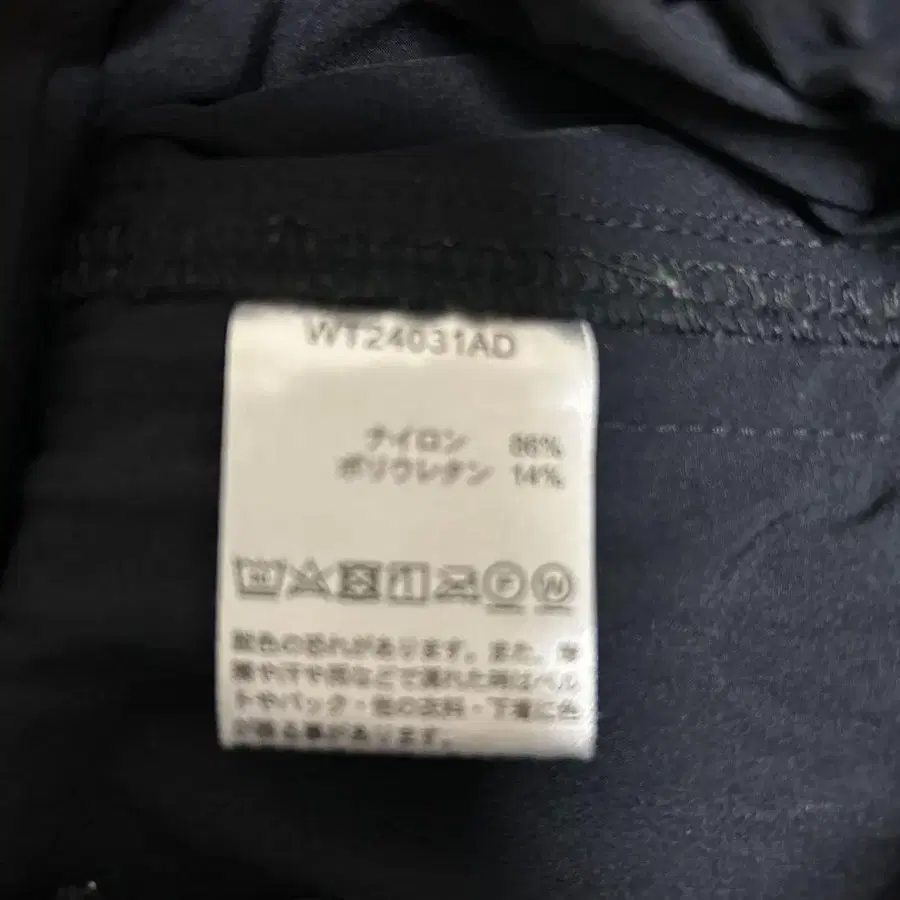 WT24031AD
ナイロン 86%
ポリウレタン 14%
F W
脱色の恐れがあります。また、摩
擦や汗や雨などで濡れた時はベル
トやバッグ・他の衣料・下着に色
が移る事があります。